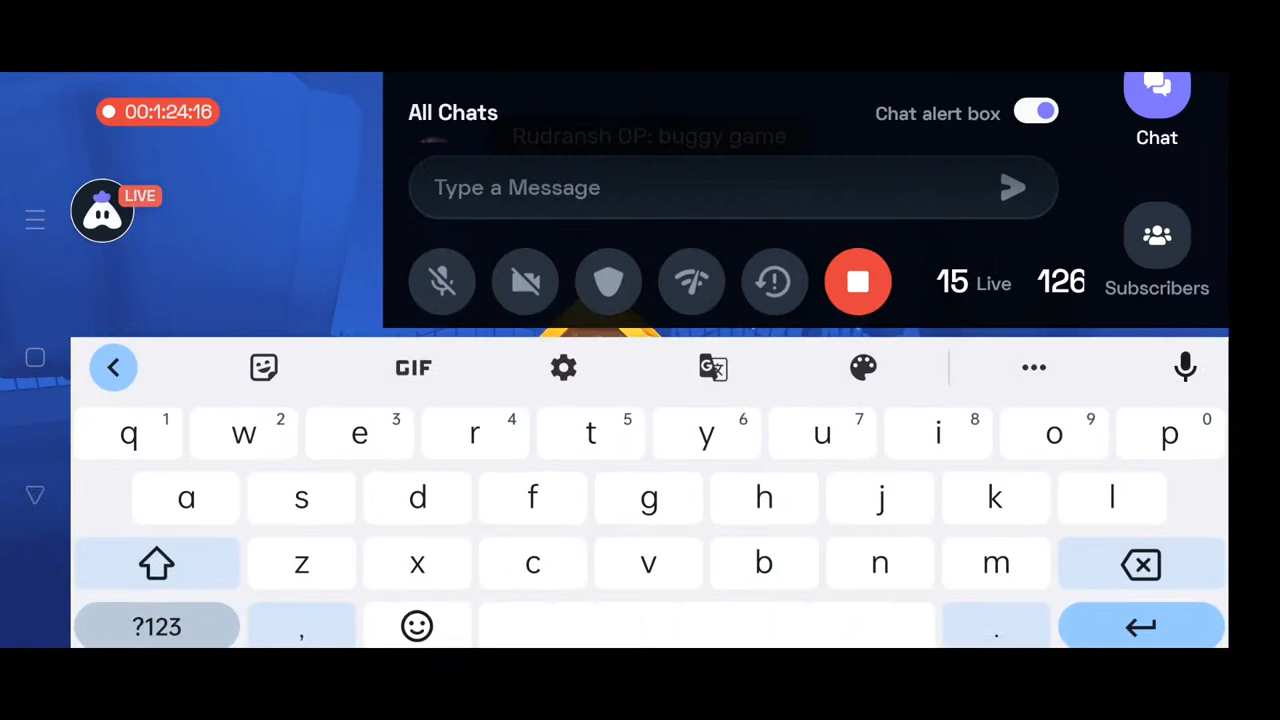 00:1:24:16
LIVE
All Chats
Chat alert box
Chat
Rudransh OP: buggy game
Type a Message
15 Live 126
Subscribers
GIF
q 1 w 2 e 3 r 4 t 5 y 6 u 7 i 8 o 9 p 0
a s d f g h j k l
z x c v b n m
?123 , .